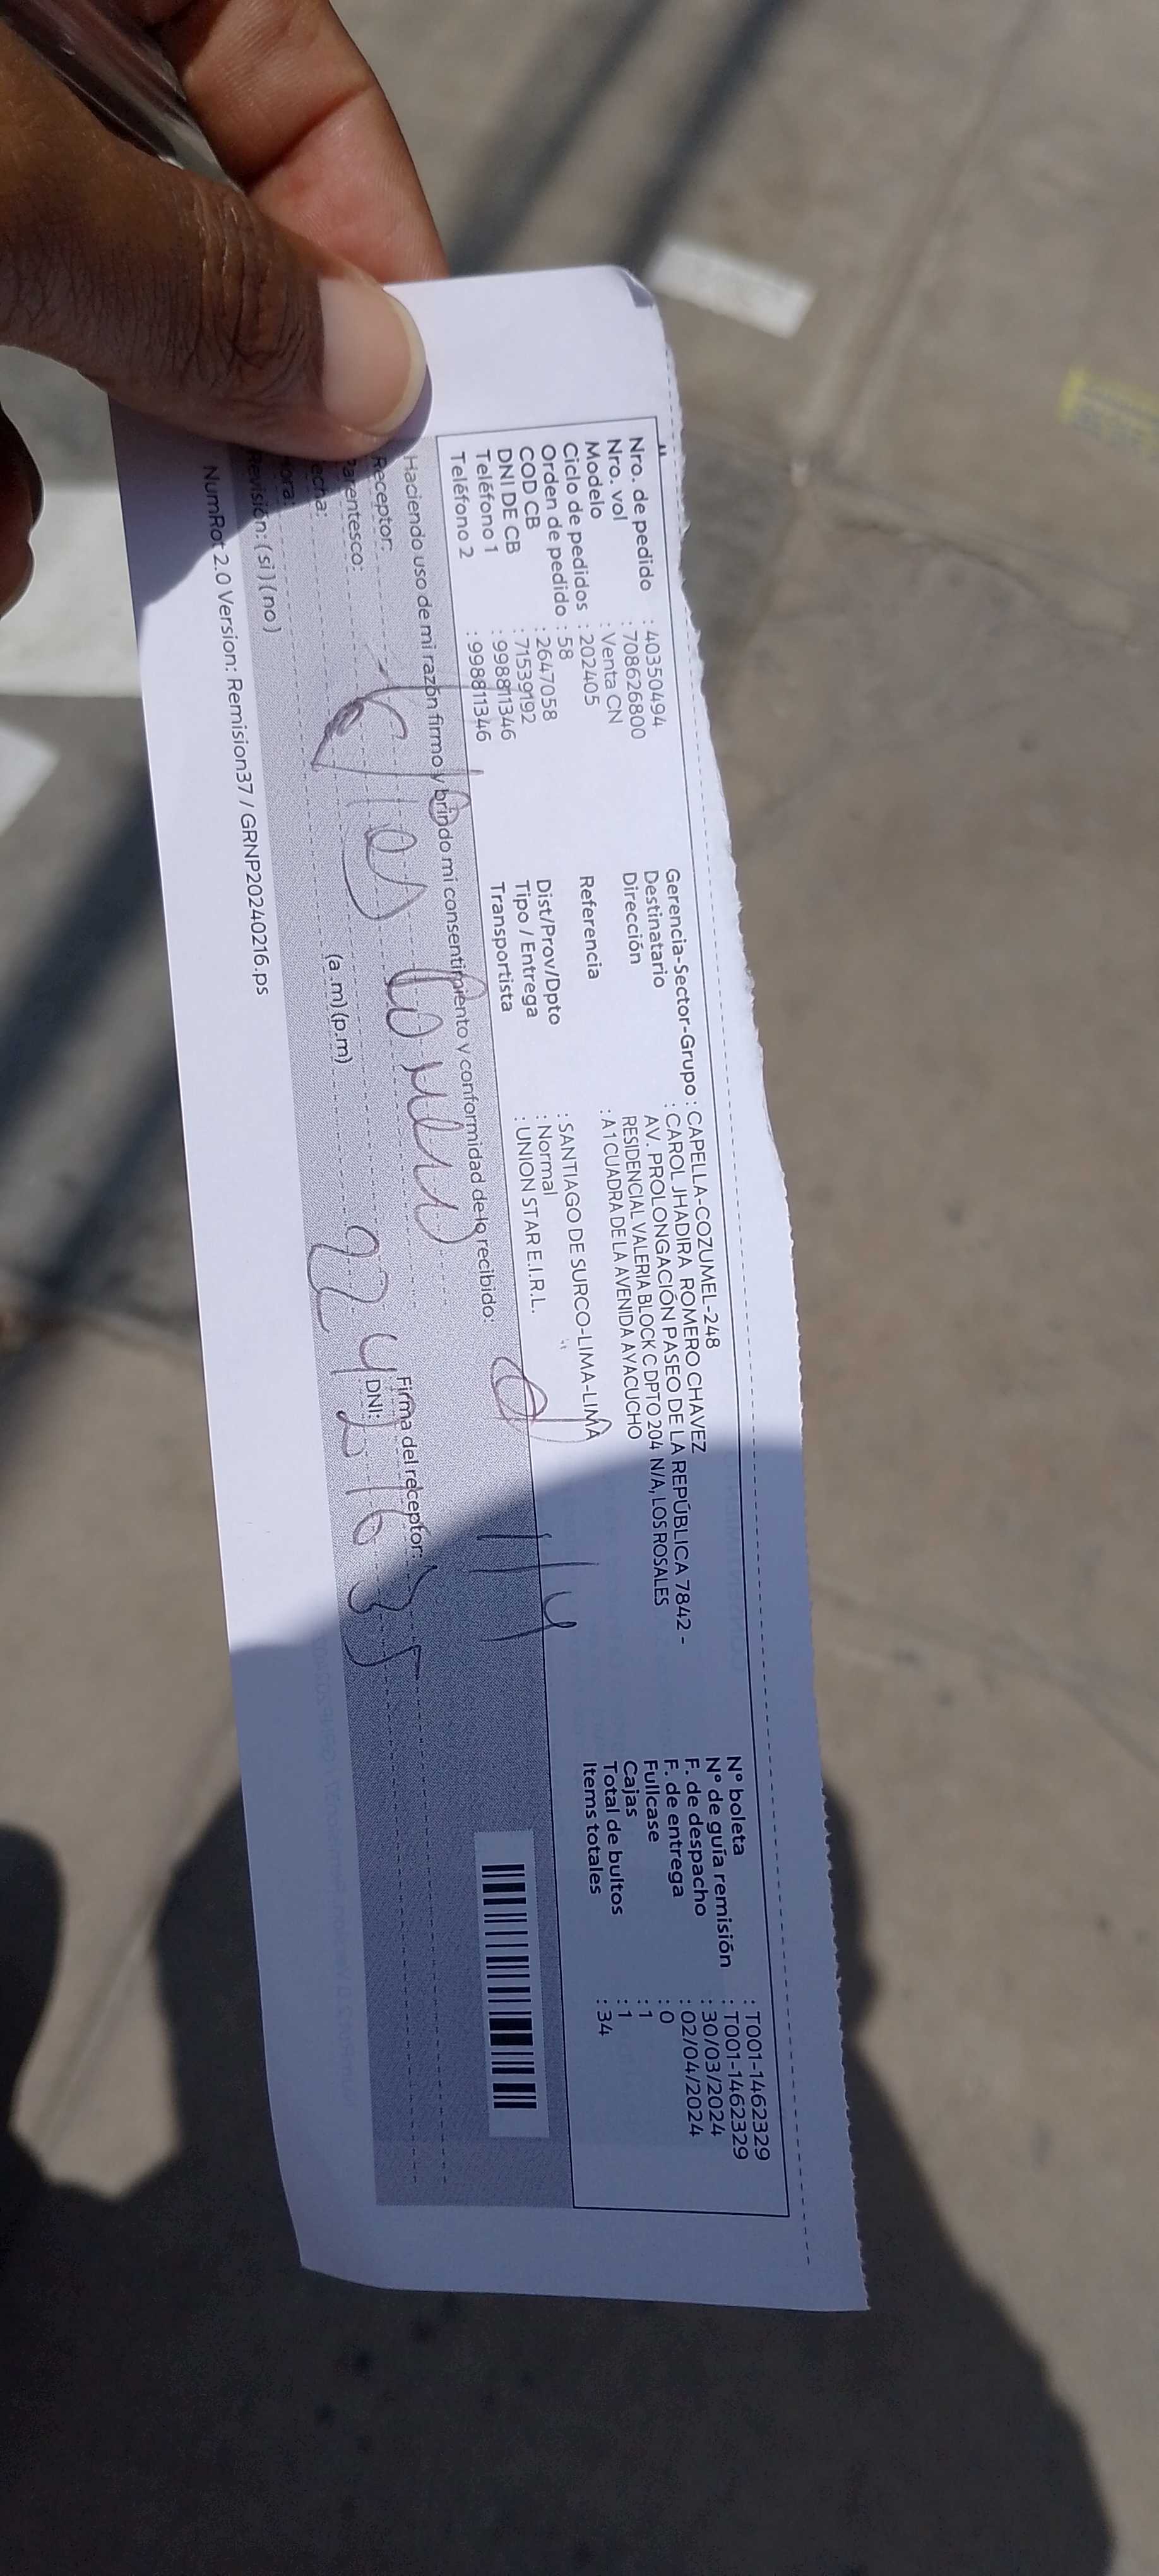 Nro. de pedido : 40350494
Nro. vol : 708626800
Modelo : Venta CN
Ciclo de pedidos : 202405
Orden de pedido : 58
COD CB : 2647058
DNI DE CB : 71539192
Teléfono 1 : 998811346
Teléfono 2 : 998811346
Gerencia-Sector-Grupo : CAPELLA-COZUMEL-248
Destinatario : CAROL JHADIRA ROMERO CHAVEZ
Dirección AV. PROLONGACIÓN PASEO DE LA REPÚBLICA 7842 -
RESIDENCIAL VALERIA BLOCK C DPTO 204 N/A, LOS ROSALES
Referencia : A 1 CUADRA DE LA AVENIDA AYACUCHO
Dist/Prov/Dpto : SANTIAGO DE SURCO-LIMA-LIMA
Tipo / Entrega : Normal
Transportista : UNION STAR E.I.R.L.
N° boleta : T001-1462329
N° de guía remisión : T001-1462329
F. de despacho : 30/03/2024
F. de entrega : 02/04/2024
Fullcase : 0
Cajas : 1
Total de bultos : 1
Items totales : 34
Haciendo uso de mi razón firmo y brindo mi consentimiento y conformidad de lo recibido:
Receptor:
Firma del receptor:
Parentesco:
DNI:
echa:
ora: (a.m)(p.m)
Revisión: (si)(no)
NumRot 2.0 Version: Remision37 / GRNP20240216.ps